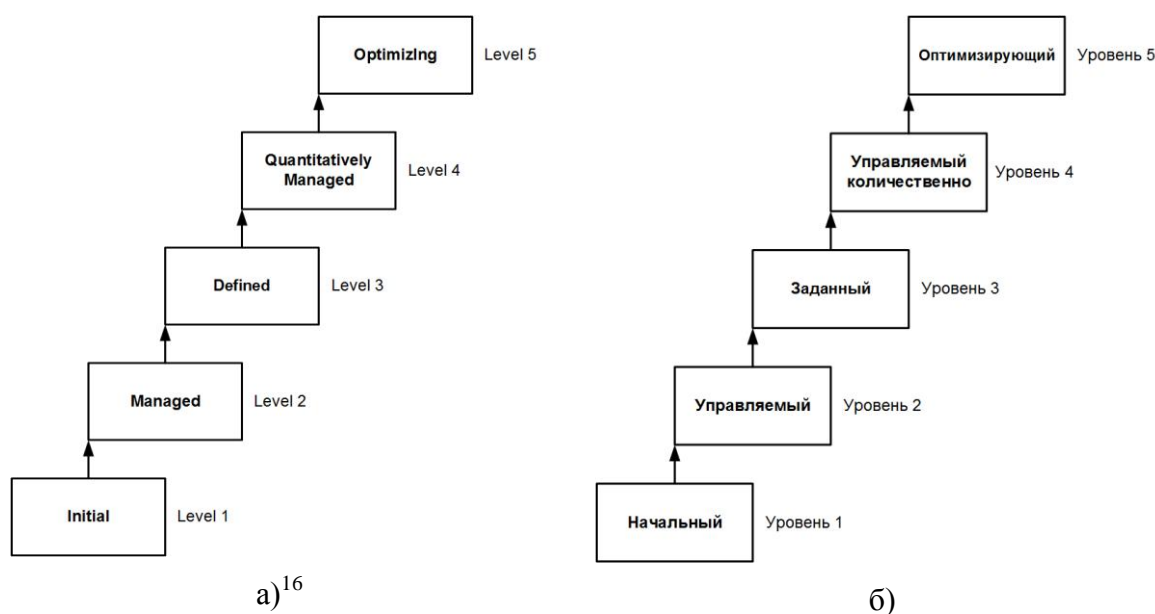 Optimizing Level 5
Quantitatively
Managed
Level 4
Defined Level 3
Managed Level 2
Initial Level 1
а)16
Оптимизирующий Уровень 5
Управляемый
количественно
Уровень 4
Заданный Уровень 3
Управляемый Уровень 2
Начальный Уровень 1
б)